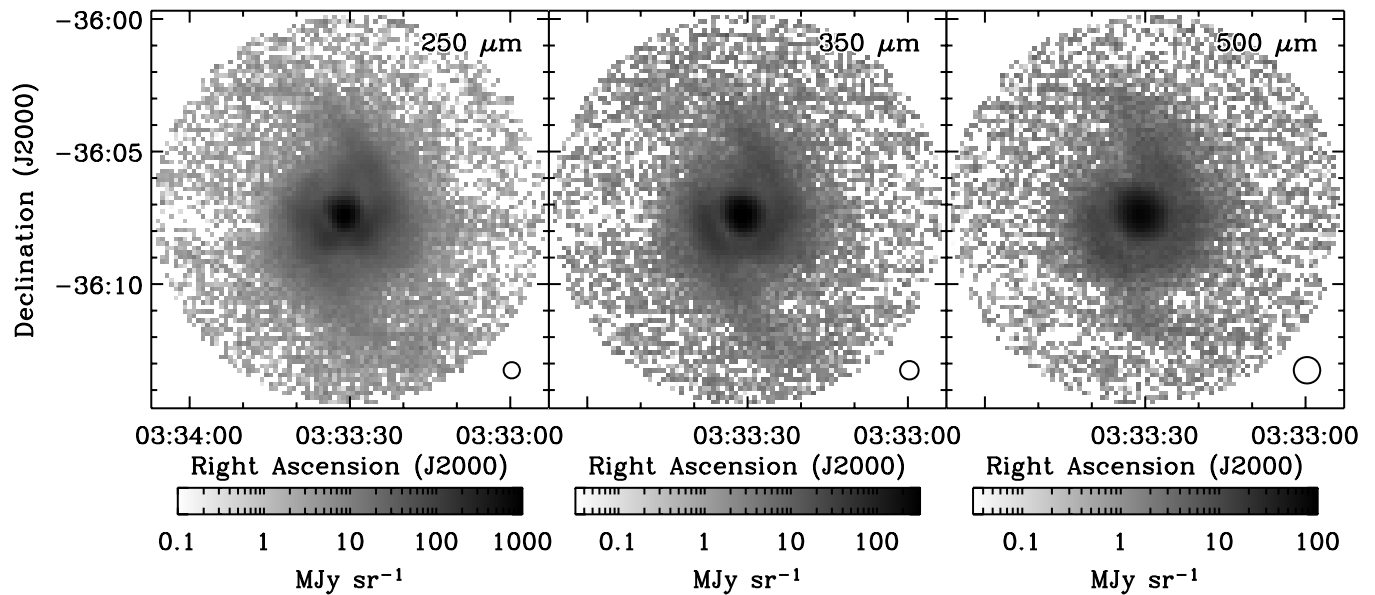 250 μm 350 μm 500 μm
−36:00
−36:05
−36:10
Declination (J2000)
03:34:00 03:33:30 03:33:00 03:33:30 03:33:00 03:33:30 03:33:00
Right Ascension (J2000) Right Ascension (J2000) Right Ascension (J2000)
0.1 1 10 100 1000 0.1 1 10 100 0.1 1 10 100
MJy sr⁻¹ MJy sr⁻¹ MJy sr⁻¹